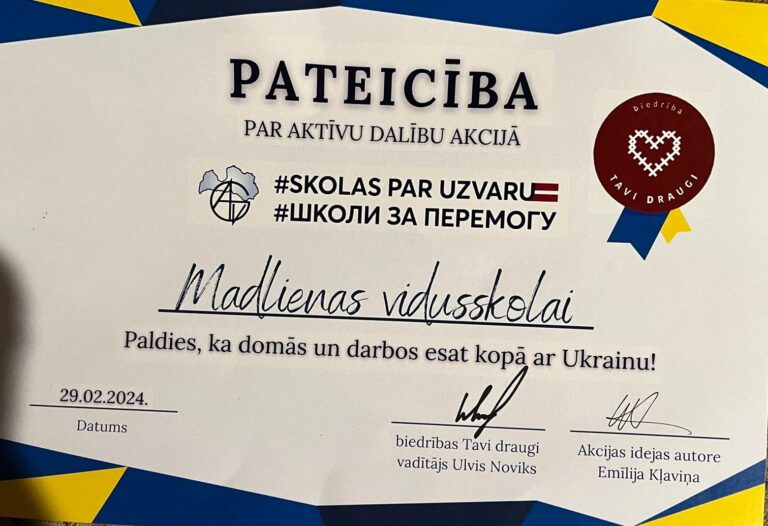 PATEICĪBA
PAR AKTĪVU DALĪBU AKCIJĀ
biedrība
TAVI DRAUGI
#SKOLAS PAR UZVARU
#ШКОЛИ ЗА ПЕРЕМОГУ
Madlienas vidusskolai
Paldies, ka domās un darbos esat kopā ar Ukrainu!
29.02.2024.
Datums
biedrības Tavi draugi
vadītājs Ulvis Noviks
Akcijas idejas autore
Emīlija Kļaviņa